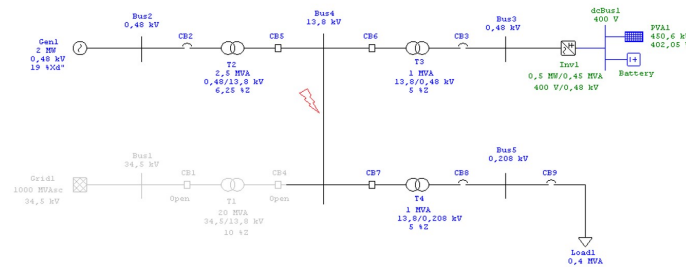 dcBus1
400 V
Bus4
13,8 kV
Bus2
0,48 kV
Bus3
0,48 kV
PVA1
450,6 k
402,05
Gen1
2 MW
0,48 kV
19 %Xd"
CB2
CB5
CB6
CB3
T2
2,5 MVA
0,48/13,8 kV
6,25 %Z
T3
1 MVA
13,8/0,48 kV
5 %Z
Inv1
0,5 MW/0,45 MVA
400 V/0,48 kV
Battery
Bus1
34,5 kV
Bus5
0,208 kV
Grid1
1000 MVAsc
34,5 kV
CB1
Open
CB4
Open
CB7
CB8
CB9
T1
20 MVA
34,5/13,8 kV
10 %Z
T4
1 MVA
13,8/0,208 kV
5 %Z
Load1
0,4 MVA